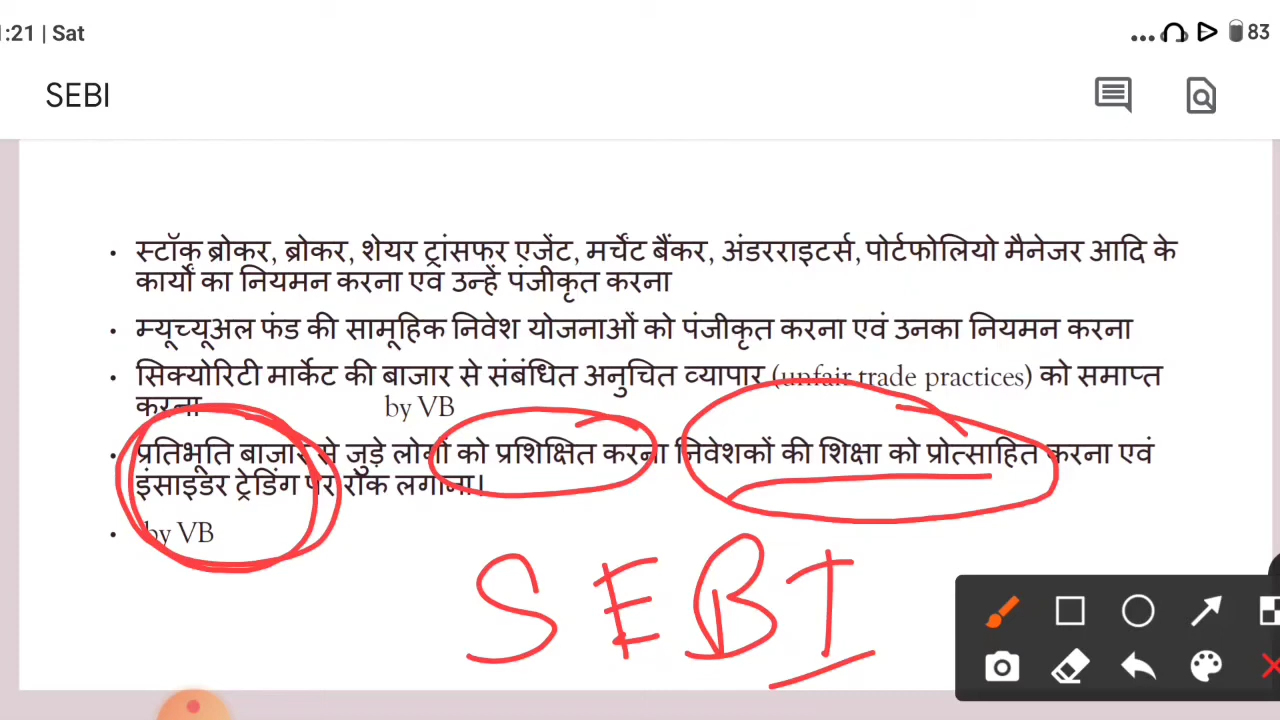 1:21 | Sat
83
SEBI
• स्टॉक ब्रोकर, ब्रोकर, शेयर ट्रांसफर एजेंट, मर्चेंट बैंकर, अंडरराइटर्स, पोर्टफोलियो मैनेजर आदि के
कार्यों का नियमन करना एवं उन्हें पंजीकृत करना
• म्यूच्यूअल फंड की सामूहिक निवेश योजनाओं को पंजीकृत करना एवं उनका नियमन करना
• सिक्योरिटी मार्केट की बाजार से संबंधित अनुचित व्यापार (unfair trade practices) को समाप्त
करना by VB
• प्रतिभूति बाजार से जुड़े लोगों को प्रशिक्षित करना निवेशकों की शिक्षा को प्रोत्साहित करना एवं
इंसाइडर ट्रेडिंग पर रोक लगाना।
• by VB
SEBI